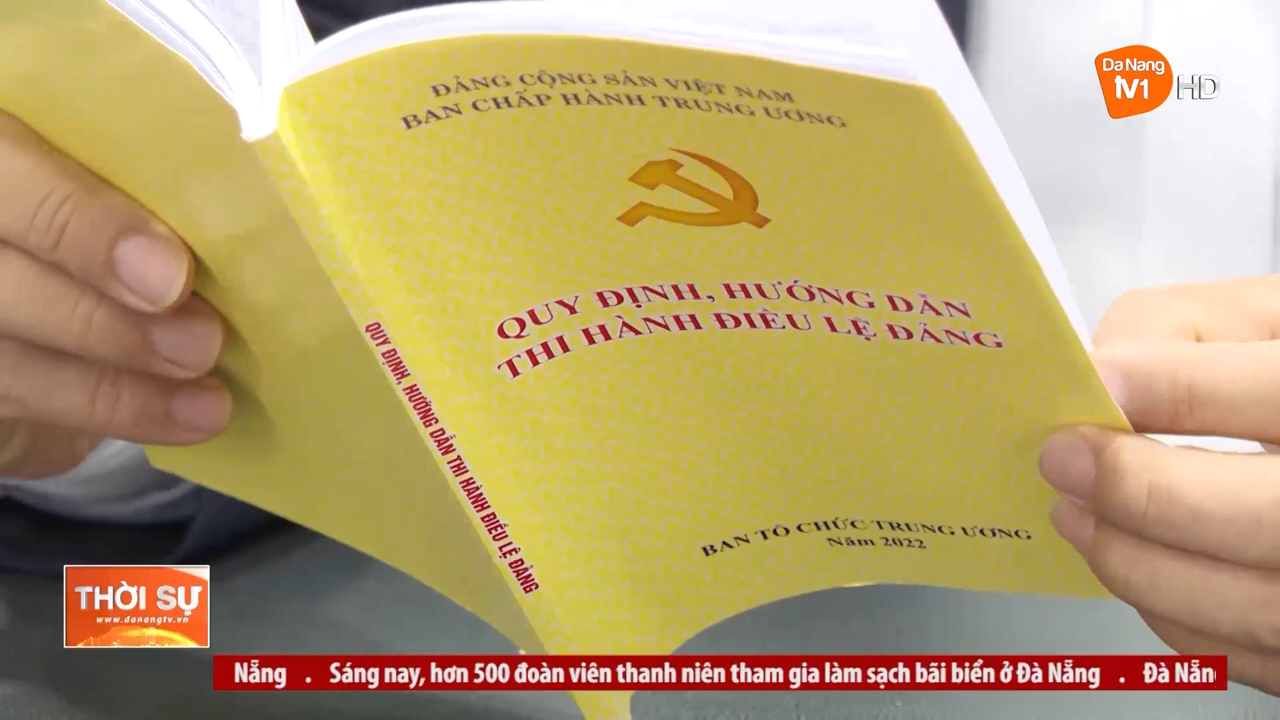 ĐẢNG CỘNG SẢN VIỆT NAM
BAN CHẤP HÀNH TRUNG ƯƠNG
QUY ĐỊNH, HƯỚNG DẪN
THI HÀNH ĐIỀU LỆ ĐẢNG
BAN TỔ CHỨC TRUNG ƯƠNG
Năm 2022
QUY ĐỊNH, HƯỚNG DẪN THI HÀNH ĐIỀU LỆ ĐẢNG
Da Nang
TV1 HD
THỜI SỰ
www.danangtv.vn
Nẵng . Sáng nay, hơn 500 đoàn viên thanh niên tham gia làm sạch bãi biển ở Đà Nẵng . Đà Nẵng